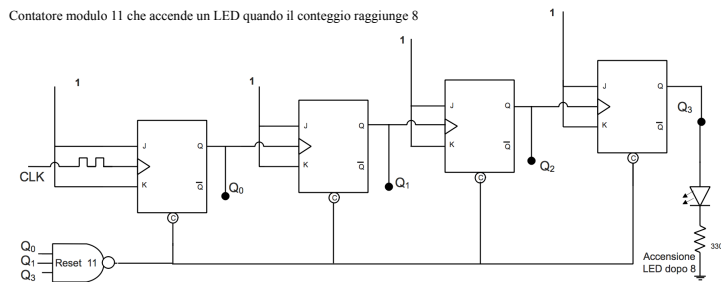 Contatore modulo 11 che accende un LED quando il conteggio raggiunge 8
1
1
1
1
J
Q
K
Q
CLK
Q0
C
J
Q
K
Q
Q1
C
J
Q
K
Q
Q2
C
J
Q
K
Q
Q3
C
Q0
Q1
Q3
Reset 11
330
Accensione
LED dopo 8